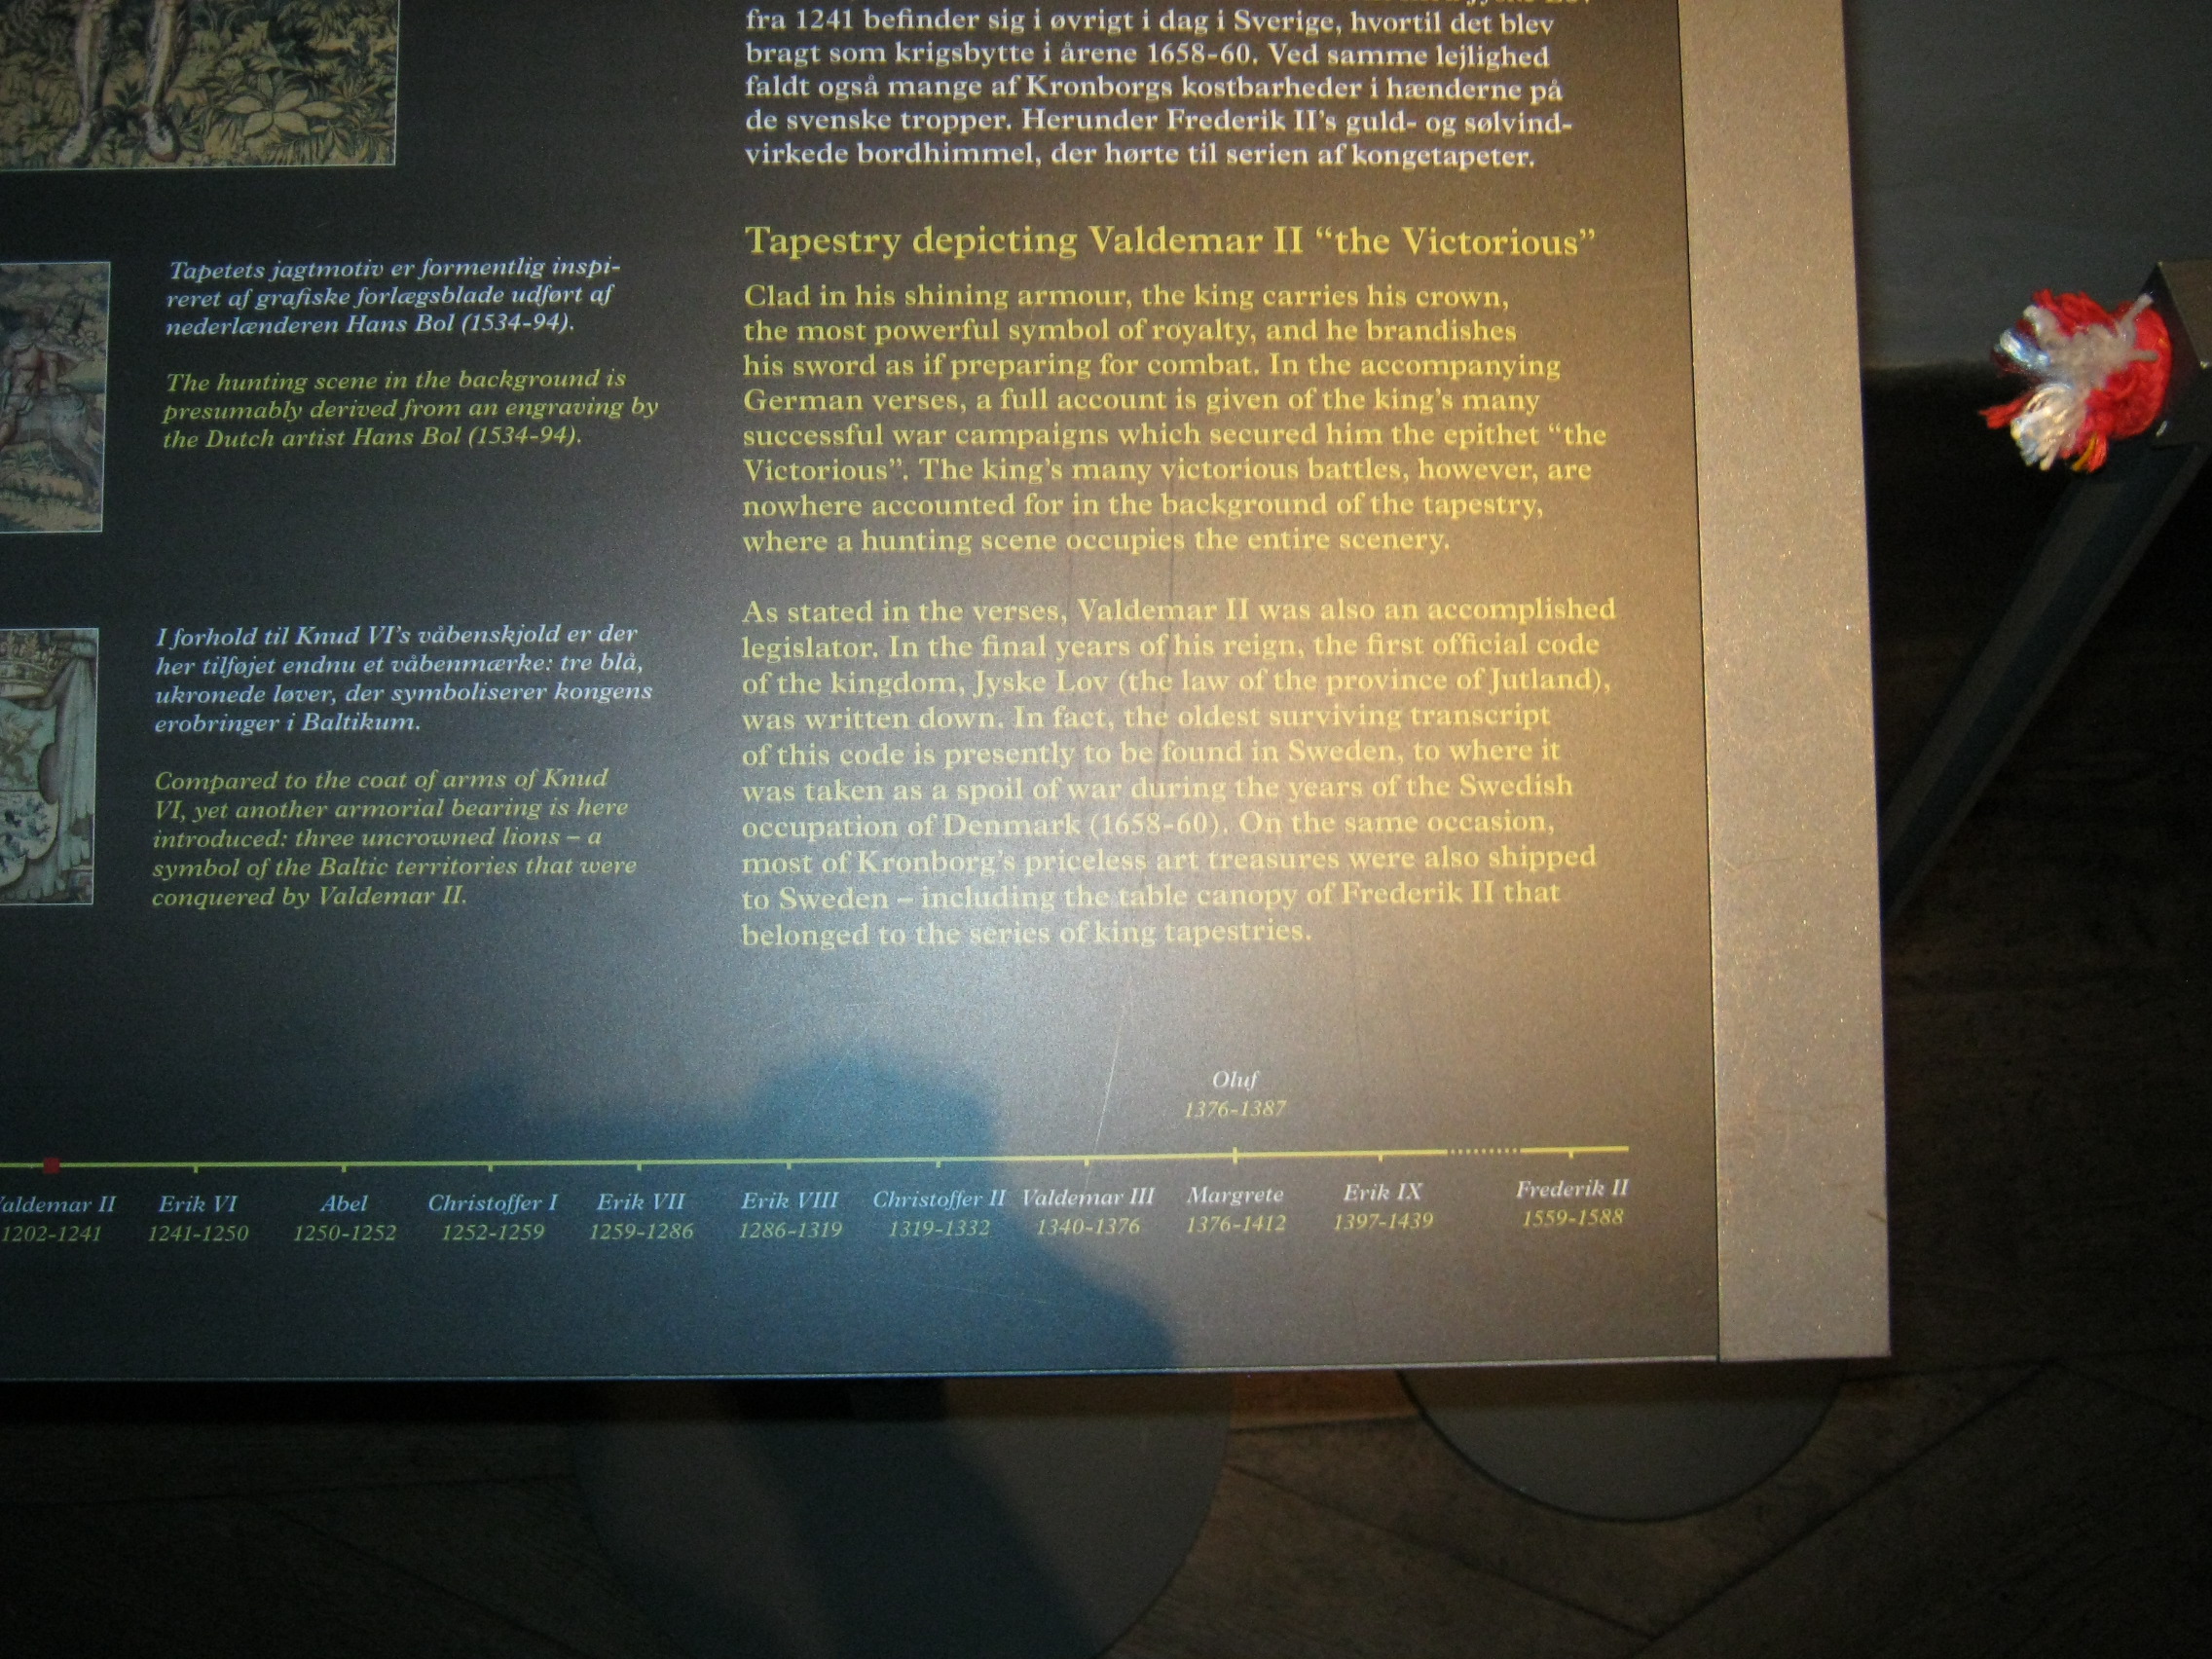 fra 1241 befinder sig i øvrigt i dag i Sverige, hvortil det blev
bragt som krigsbytte i årene 1658-60. Ved samme lejlighed
faldt også mange af Kronborgs kostbarheder i hænderne på
de svenske tropper. Herunder Frederik II's guld- og sølvind-
virkede bordhimmel, der hørte til serien af kongetapeter.
Tapetets jagtmotiv er formentlig inspi-
reret af grafiske forlægsblade udført af
nederlænderen Hans Bol (1534-94).
The hunting scene in the background is
presumably derived from an engraving by
the Dutch artist Hans Bol (1534-94).
I forhold til Knud VI's våbenskjold er der
her tilføjet endnu et våbenmærke: tre blå,
ukronede løver, der symboliserer kongens
erobringer i Baltikum.
Compared to the coat of arms of Knud
VI, yet another armorial bearing is here
introduced: three uncrowned lions – a
symbol of the Baltic territories that were
conquered by Valdemar II.
Tapestry depicting Valdemar II “the Victorious”
Clad in his shining armour, the king carries his crown,
the most powerful symbol of royalty, and he brandishes
his sword as if preparing for combat. In the accompanying
German verses, a full account is given of the king's many
successful war campaigns which secured him the epithet “the
Victorious”. The king's many victorious battles, however, are
nowhere accounted for in the background of the tapestry,
where a hunting scene occupies the entire scenery.
As stated in the verses, Valdemar II was also an accomplished
legislator. In the final years of his reign, the first official code
of the kingdom, Jyske Lov (the law of the province of Jutland),
was written down. In fact, the oldest surviving transcript
of this code is presently to be found in Sweden, to where it
was taken as a spoil of war during the years of the Swedish
occupation of Denmark (1658-60). On the same occasion,
most of Kronborg's priceless art treasures were also shipped
to Sweden – including the table canopy of Frederik II that
belonged to the series of king tapestries.
Oluf
1376-1387
aldemar II Erik VI Abel Christoffer I Erik VII Erik VIII Christoffer II Valdemar III Margrete Erik IX Frederik II
1202-1241 1241-1250 1250-1252 1252-1259 1259-1286 1286-1319 1319-1332 1340-1376 1376-1412 1397-1439 1559-1588